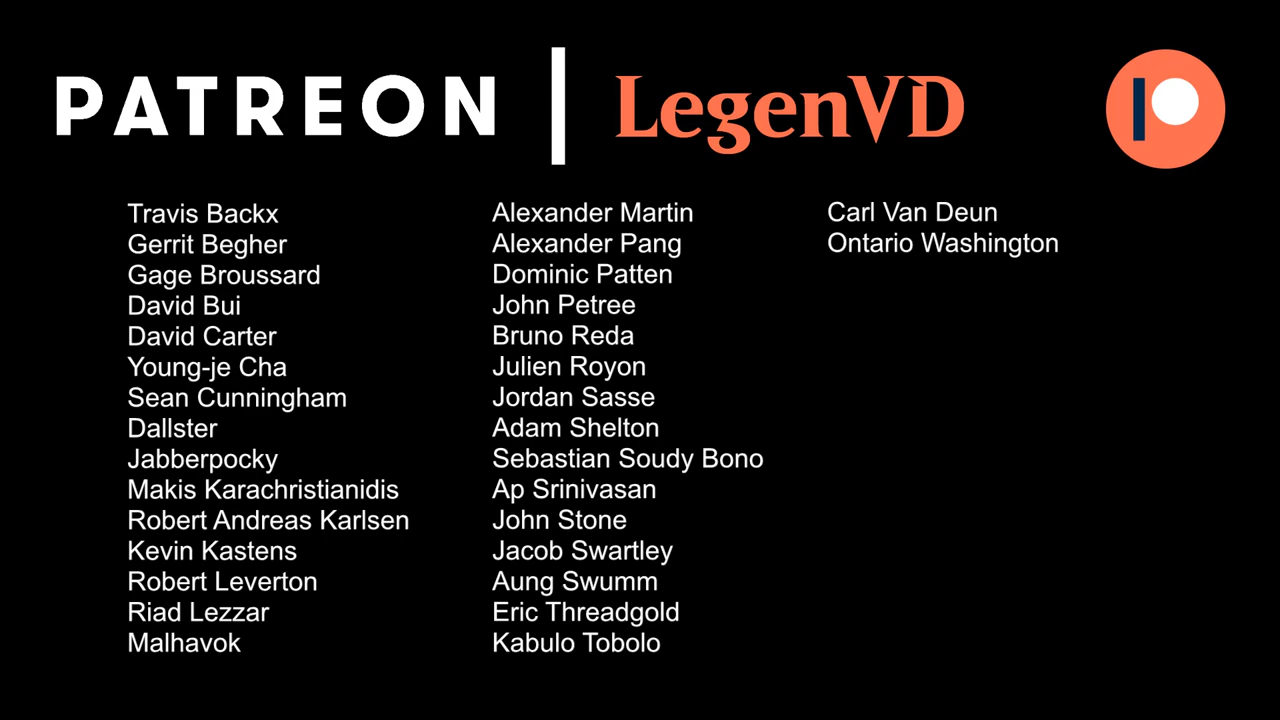 PATREON | LegenVD
Travis Backx
Gerrit Begher
Gage Broussard
David Bui
David Carter
Young-je Cha
Sean Cunningham
Dallster
Jabberpocky
Makis Karachristianidis
Robert Andreas Karlsen
Kevin Kastens
Robert Leverton
Riad Lezzar
Malhavok
Alexander Martin
Alexander Pang
Dominic Patten
John Petree
Bruno Reda
Julien Royon
Jordan Sasse
Adam Shelton
Sebastian Soudy Bono
Ap Srinivasan
John Stone
Jacob Swartley
Aung Swumm
Eric Threadgold
Kabulo Tobolo
Carl Van Deun
Ontario Washington